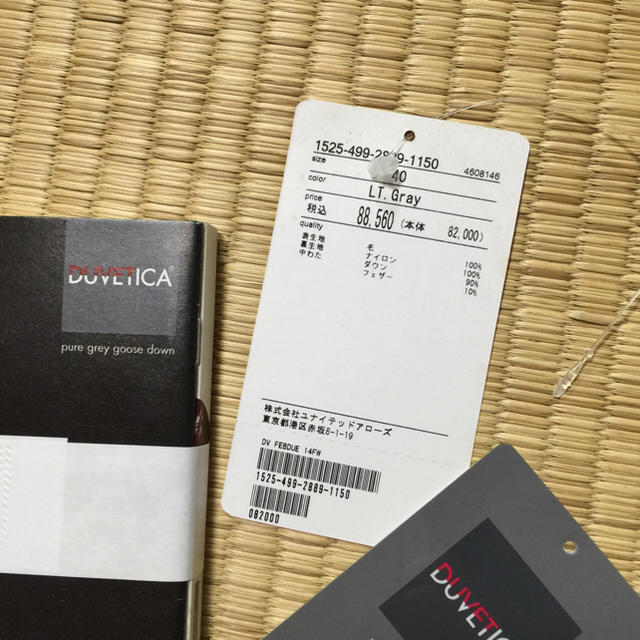 1525-499-2889-1150
4608146
size 40
color LT. Gray
price
税込 88,560 (本体 82,000)
quality
表生地 毛 100%
裏生地 ナイロン 100%
中わた ダウン 90%
フェザー 10%
株式会社ユナイテッドアローズ
東京都港区赤坂8-1-19
DV FEBDUE 14FW
1525-499-2889-1150
082000
DUVETICA
pure grey goose down
DUVETICA